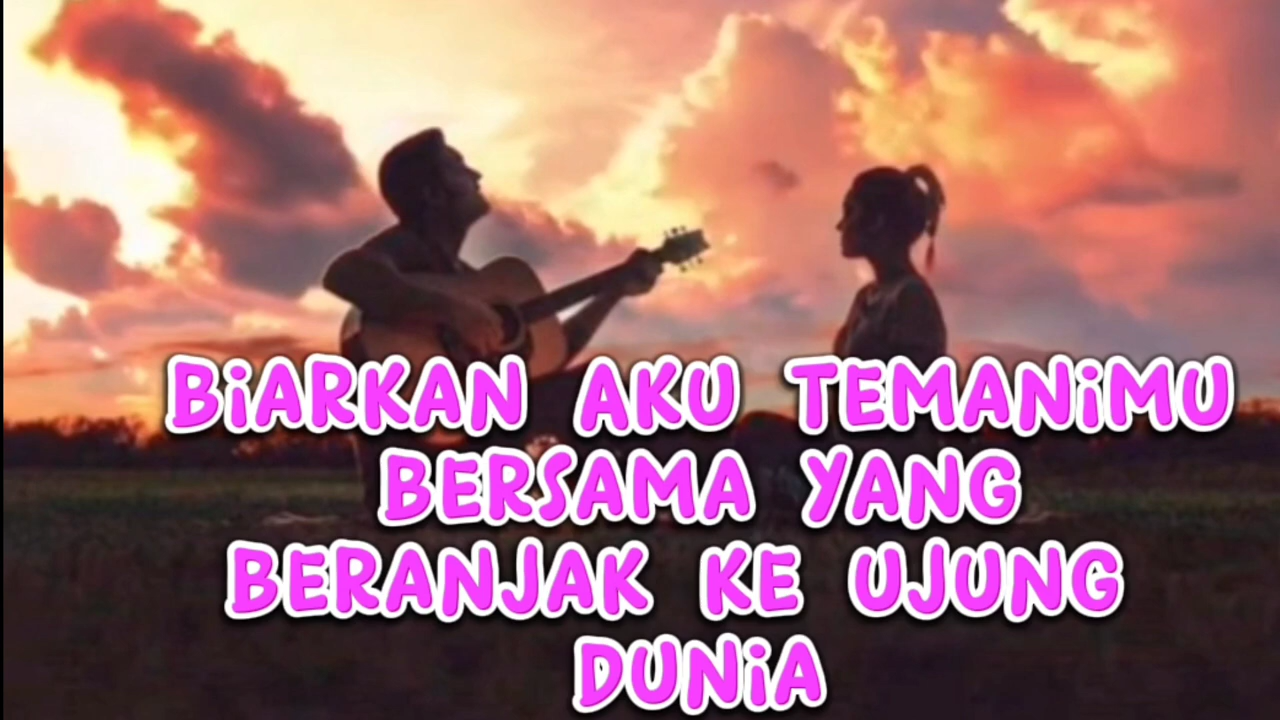 BiARKAN AKU TEMANiMU
BERSAMA YANG
BERANJAK KE UJUNG
DUNiA